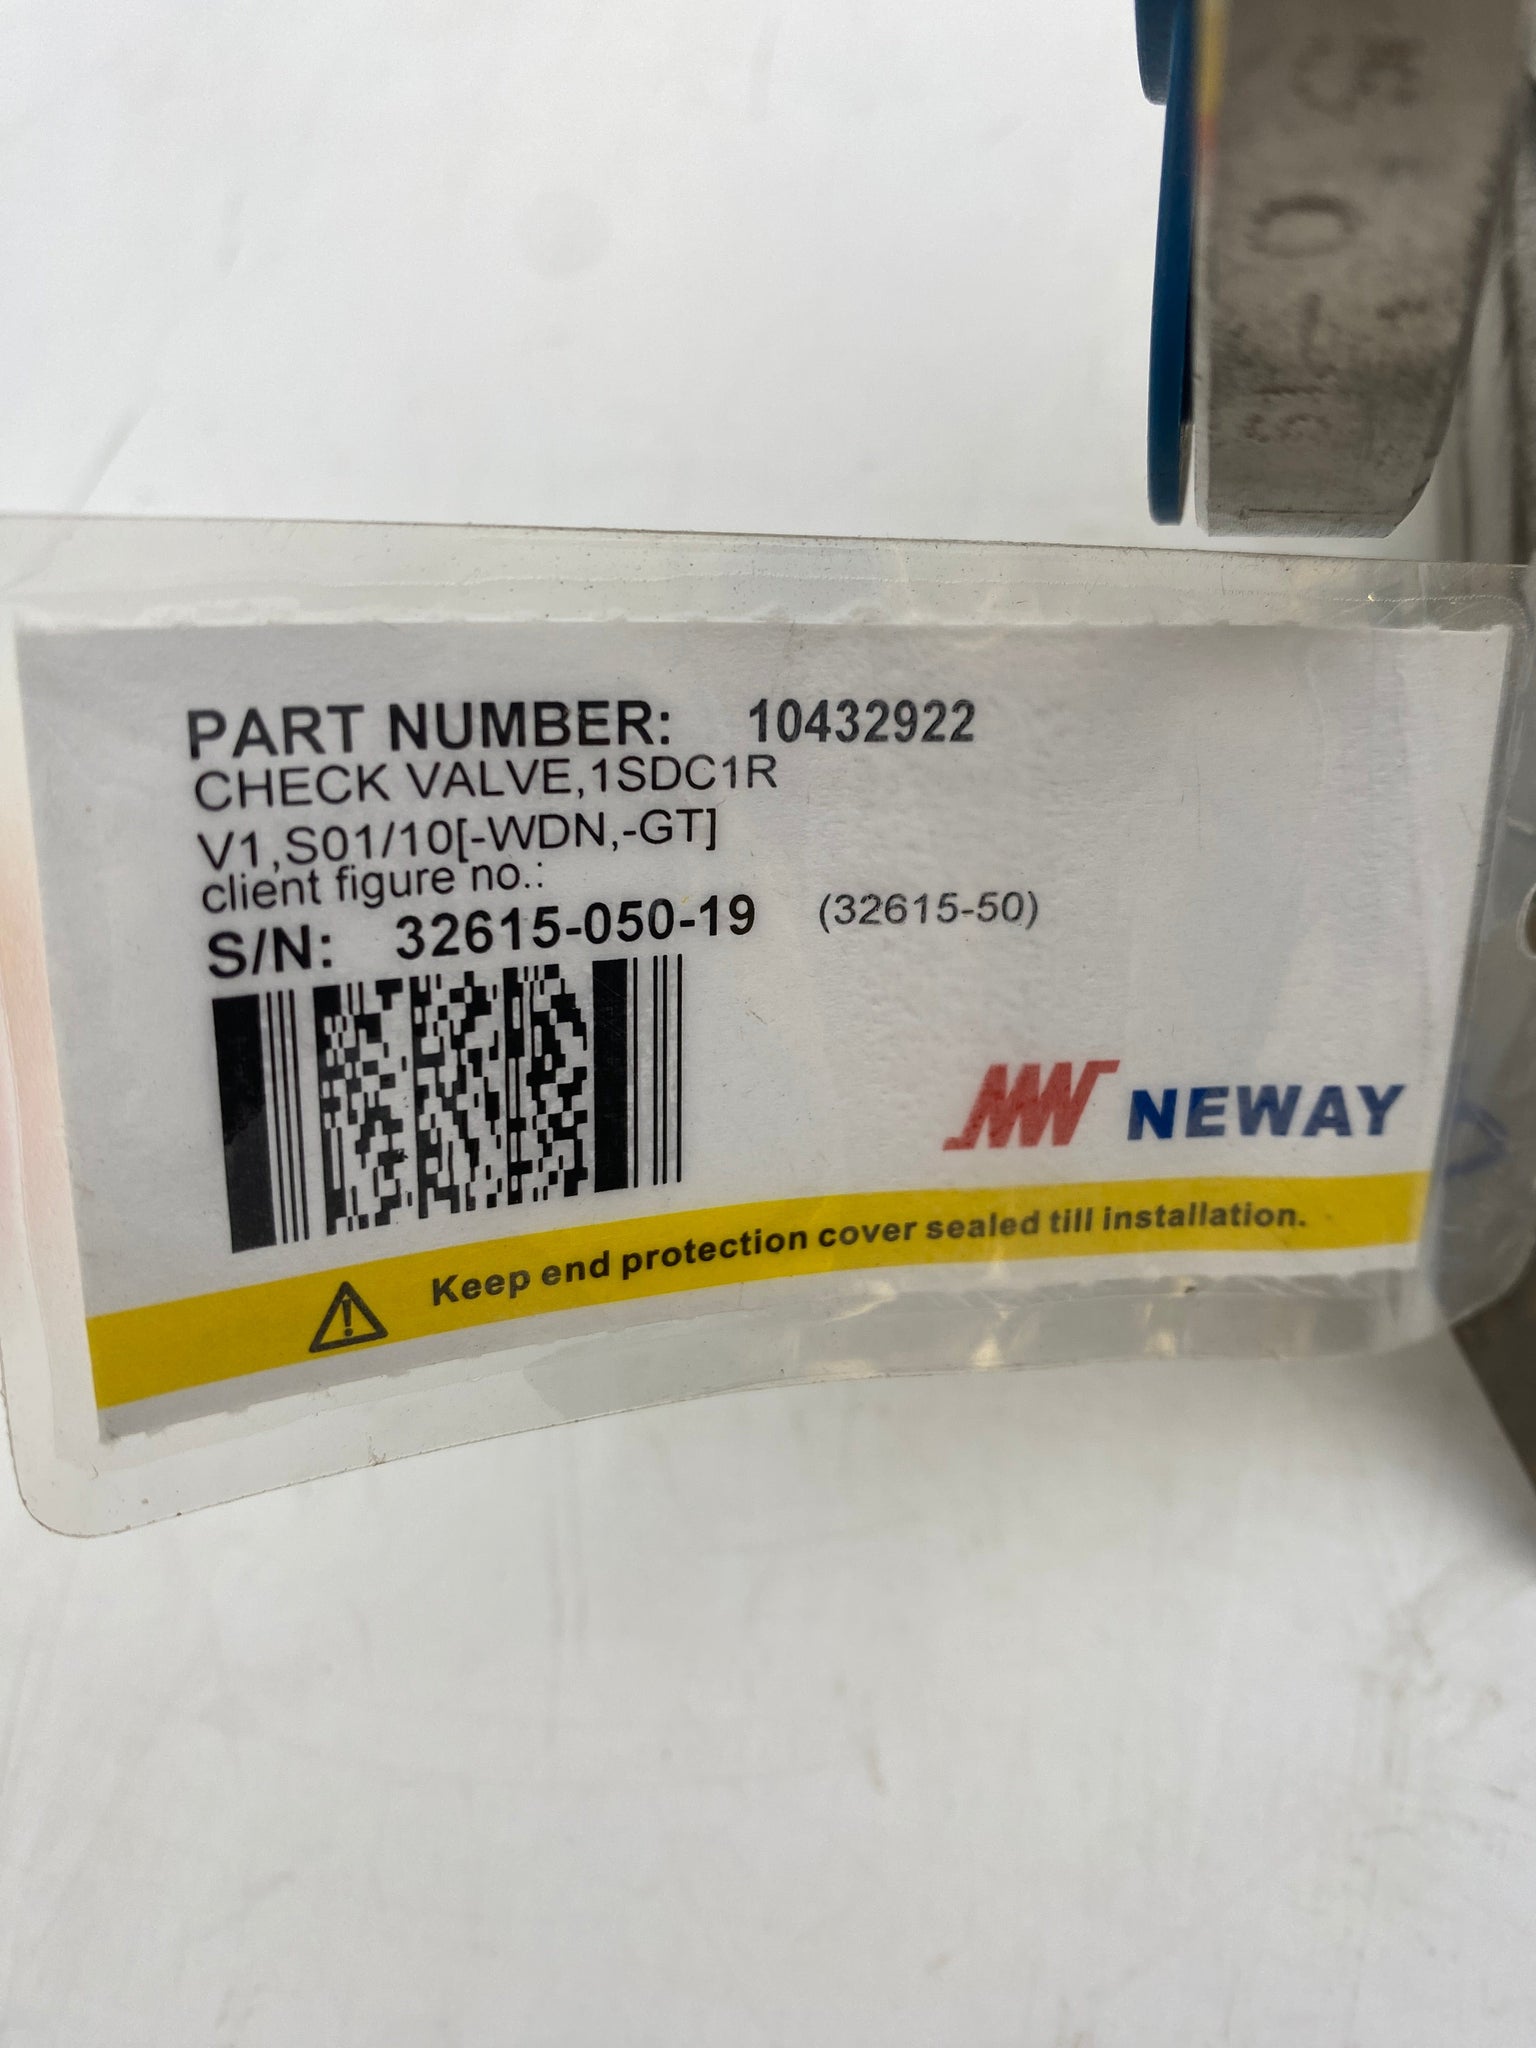 PART NUMBER: 10432922
CHECK VALVE,1SDC1R
V1,S01/10[-WDN,-GT]
client figure no.:
S/N: 32615-050-19 (32615-50)
NEWAY
Keep end protection cover sealed till installation.